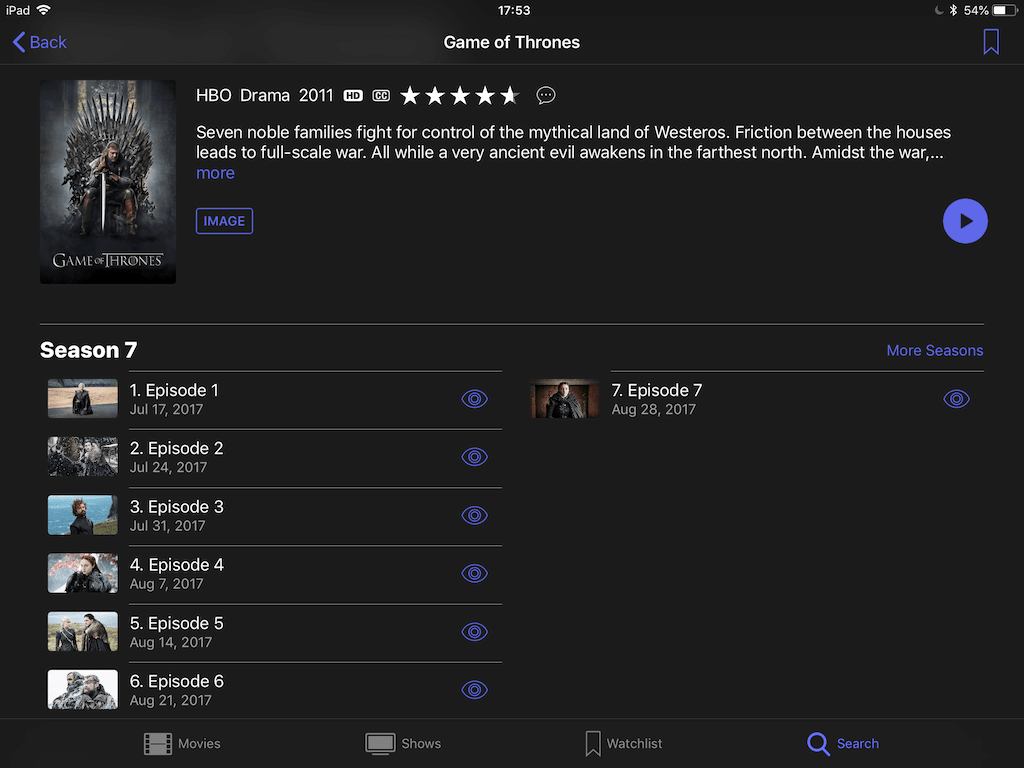 iPad 17:53 54%
Back Game of Thrones
HBO Drama 2011 HD CC
Seven noble families fight for control of the mythical land of Westeros. Friction between the houses
leads to full-scale war. All while a very ancient evil awakens in the farthest north. Amidst the war,...
more
IMAGE
GAME OF THRONES
Season 7 More Seasons
1. Episode 1
Jul 17, 2017
2. Episode 2
Jul 24, 2017
3. Episode 3
Jul 31, 2017
4. Episode 4
Aug 7, 2017
5. Episode 5
Aug 14, 2017
6. Episode 6
Aug 21, 2017
7. Episode 7
Aug 28, 2017
Movies Shows Watchlist Search